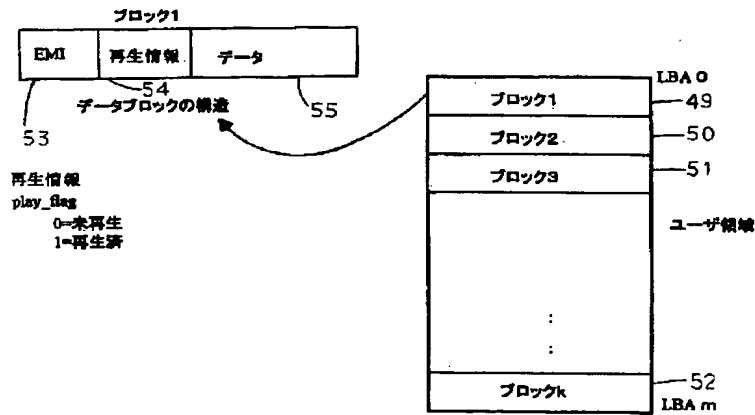 ブロック1
EMI 再生情報 データ
53 54 55
データブロックの構造
再生情報
play_flag
0=未再生
1=再生済
LBA 0
ブロック1 49
ブロック2 50
ブロック3 51
ユーザ領域
:
:
ブロックk 52
LBA m